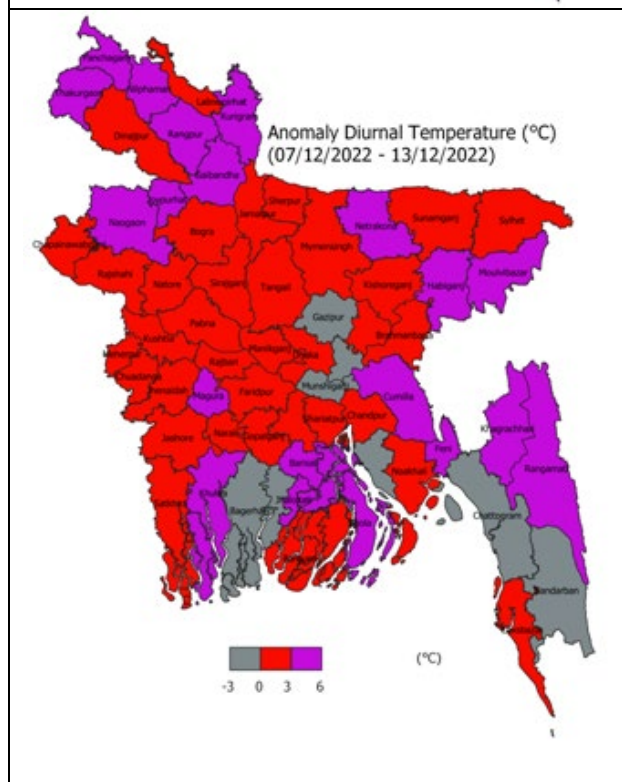 Panchagarh
Thakurgaon
Nilphamari
Lalmonirhat
Kurigram
Dinajpur
Rangpur
Anomaly Diurnal Temperature (°C)
(07/12/2022 - 13/12/2022)
Gaibandha
Naogaon
Joypurhat
Bogra
Jamalpur
Sherpur
Mymensingh
Netrakona
Sunamganj
Sylhet
Chapainawabganj
Rajshahi
Natore
Sirajganj
Tangail
Kishoreganj
Habiganj
Moulvibazar
Gazipur
Pabna
Kushtia
Manikganj
Dhaka
Meherpur
Chuadanga
Rajbari
Munshiganj
Jhenaidah
Magura
Faridpur
Cumilla
Chandpur
Jashore
Narail
Gopalganj
Shariatpur
Khagrachhari
Rangamati
Feni
Noakhali
Barisal
Satkhira
Khulna
Bagerhat
Bhola
Chattogram
Bandarban
(°C)
-3 0 3 6